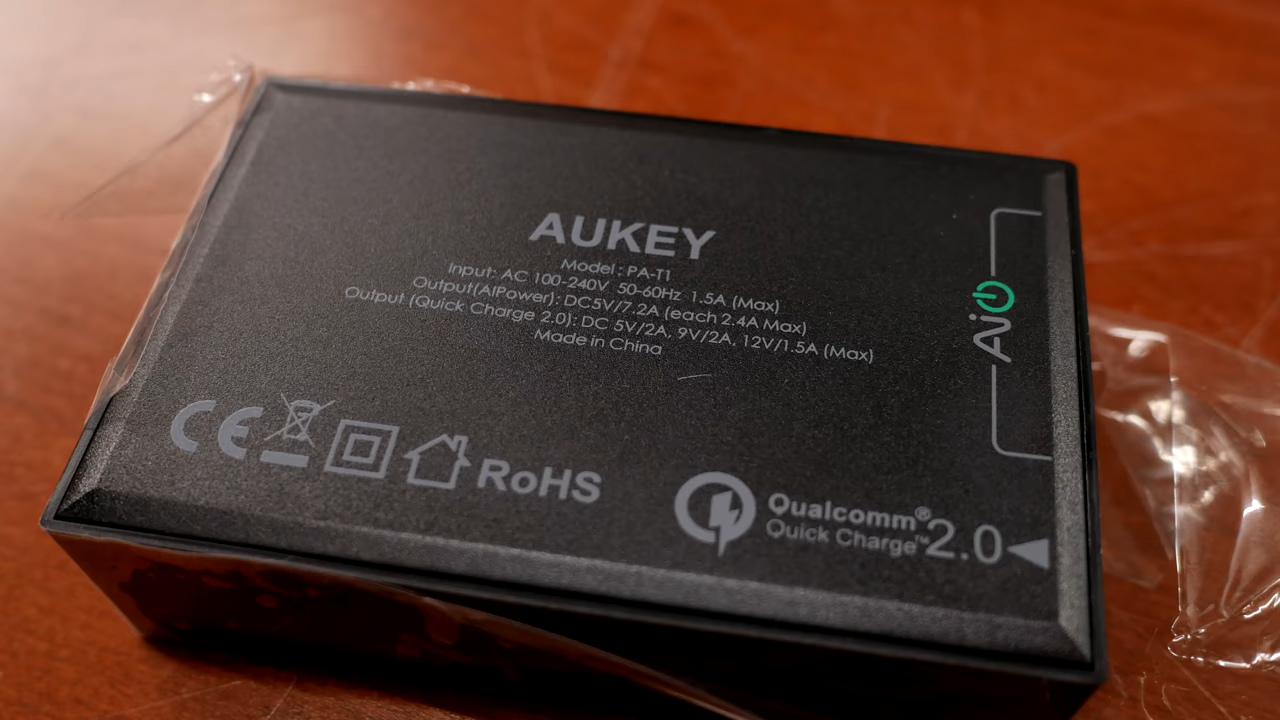 AUKEY
Model : PA-T1
Input: AC 100-240V 50-60Hz 1.5A (Max)
Output(AIPower): DC5V/7.2A (each 2.4A Max)
Output (Quick Charge 2.0): DC 5V/2A, 9V/2A, 12V/1.5A (Max)
Made in China
Ai
CE
RoHS
Qualcomm®
Quick Charge™ 2.0